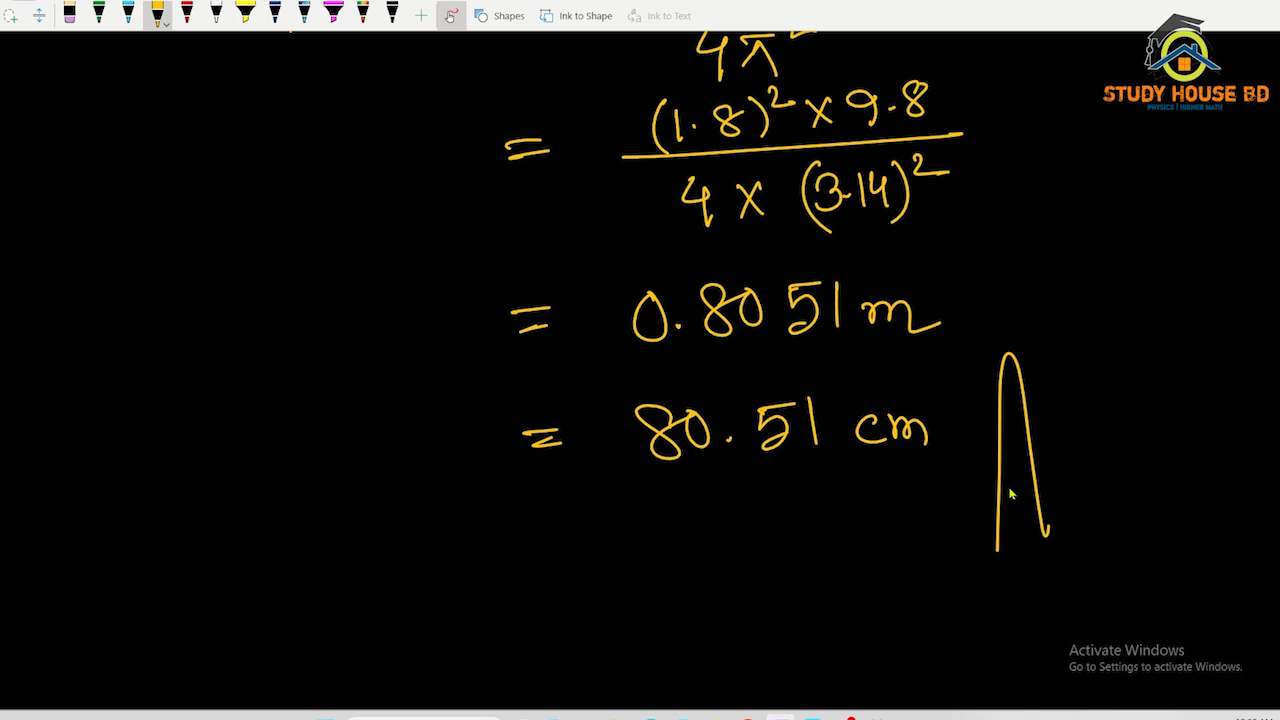 Shapes Ink to Shape Ink to Text
STUDY HOUSE BD
PHYSICS | HIGHER MATH
4π²
= (1.8)² × 9.8
4 × (3.14)²
= 0.8051 m
= 80.51 cm
Activate Windows
Go to Settings to activate Windows.